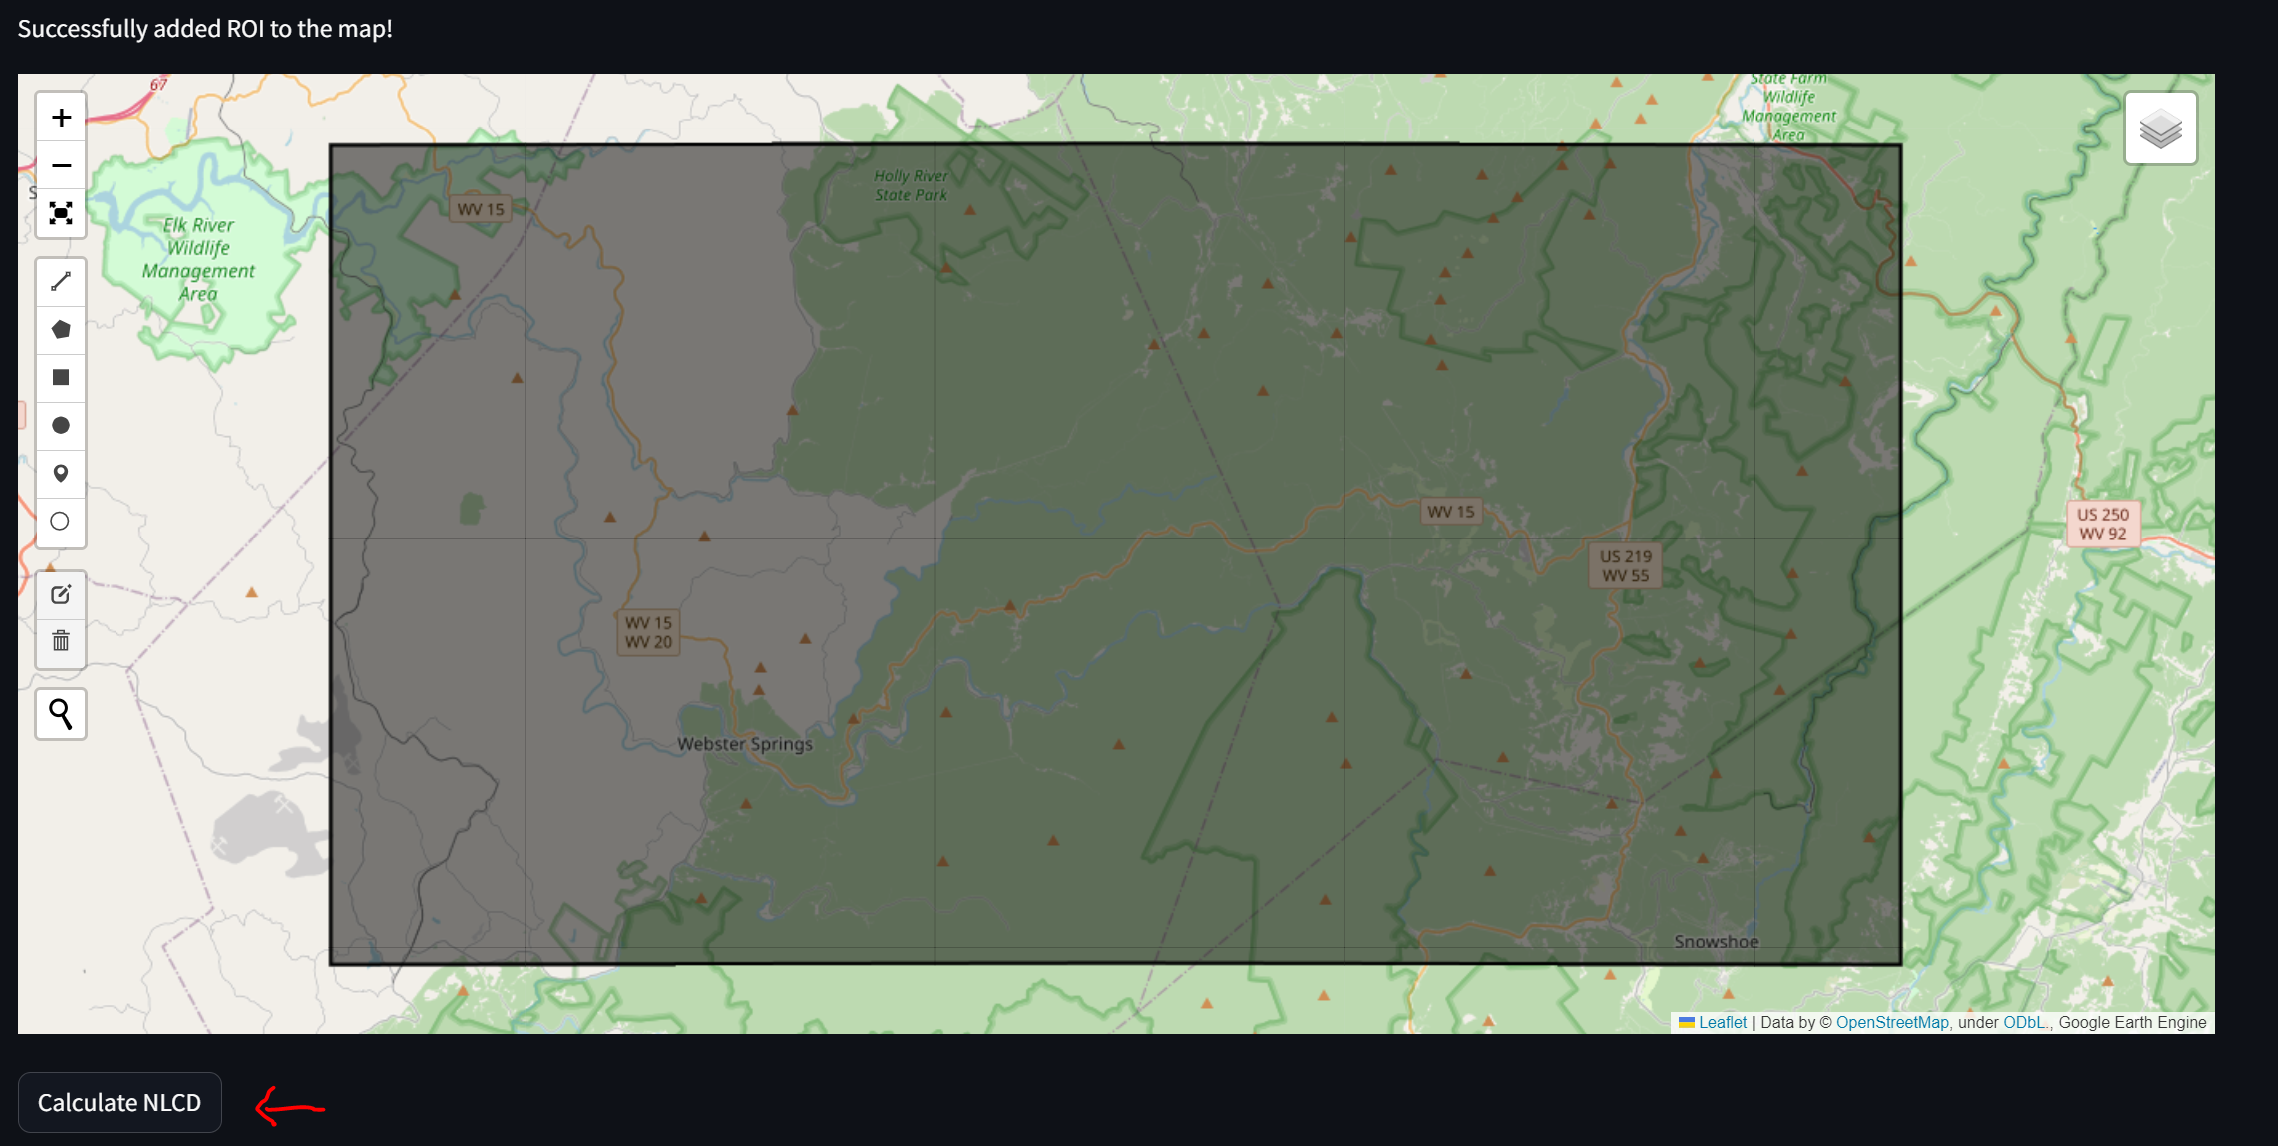 Successfully added ROI to the map!
67
State Farm
Wildlife
Management
Area
+
−
Holly River
State Park
WV 15
Elk River
Wildlife
Management
Area
WV 15
US 250
WV 92
US 219
WV 55
WV 15
WV 20
Webster Springs
Snowshoe
Leaflet | Data by © OpenStreetMap, under ODbL., Google Earth Engine
Calculate NLCD